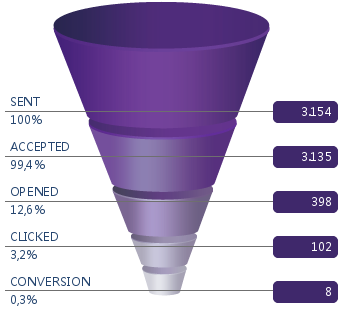 SENT
100%
3.154
ACCEPTED
99,4%
3.135
OPENED
12,6%
398
CLICKED
3,2%
102
CONVERSION
0,3%
8